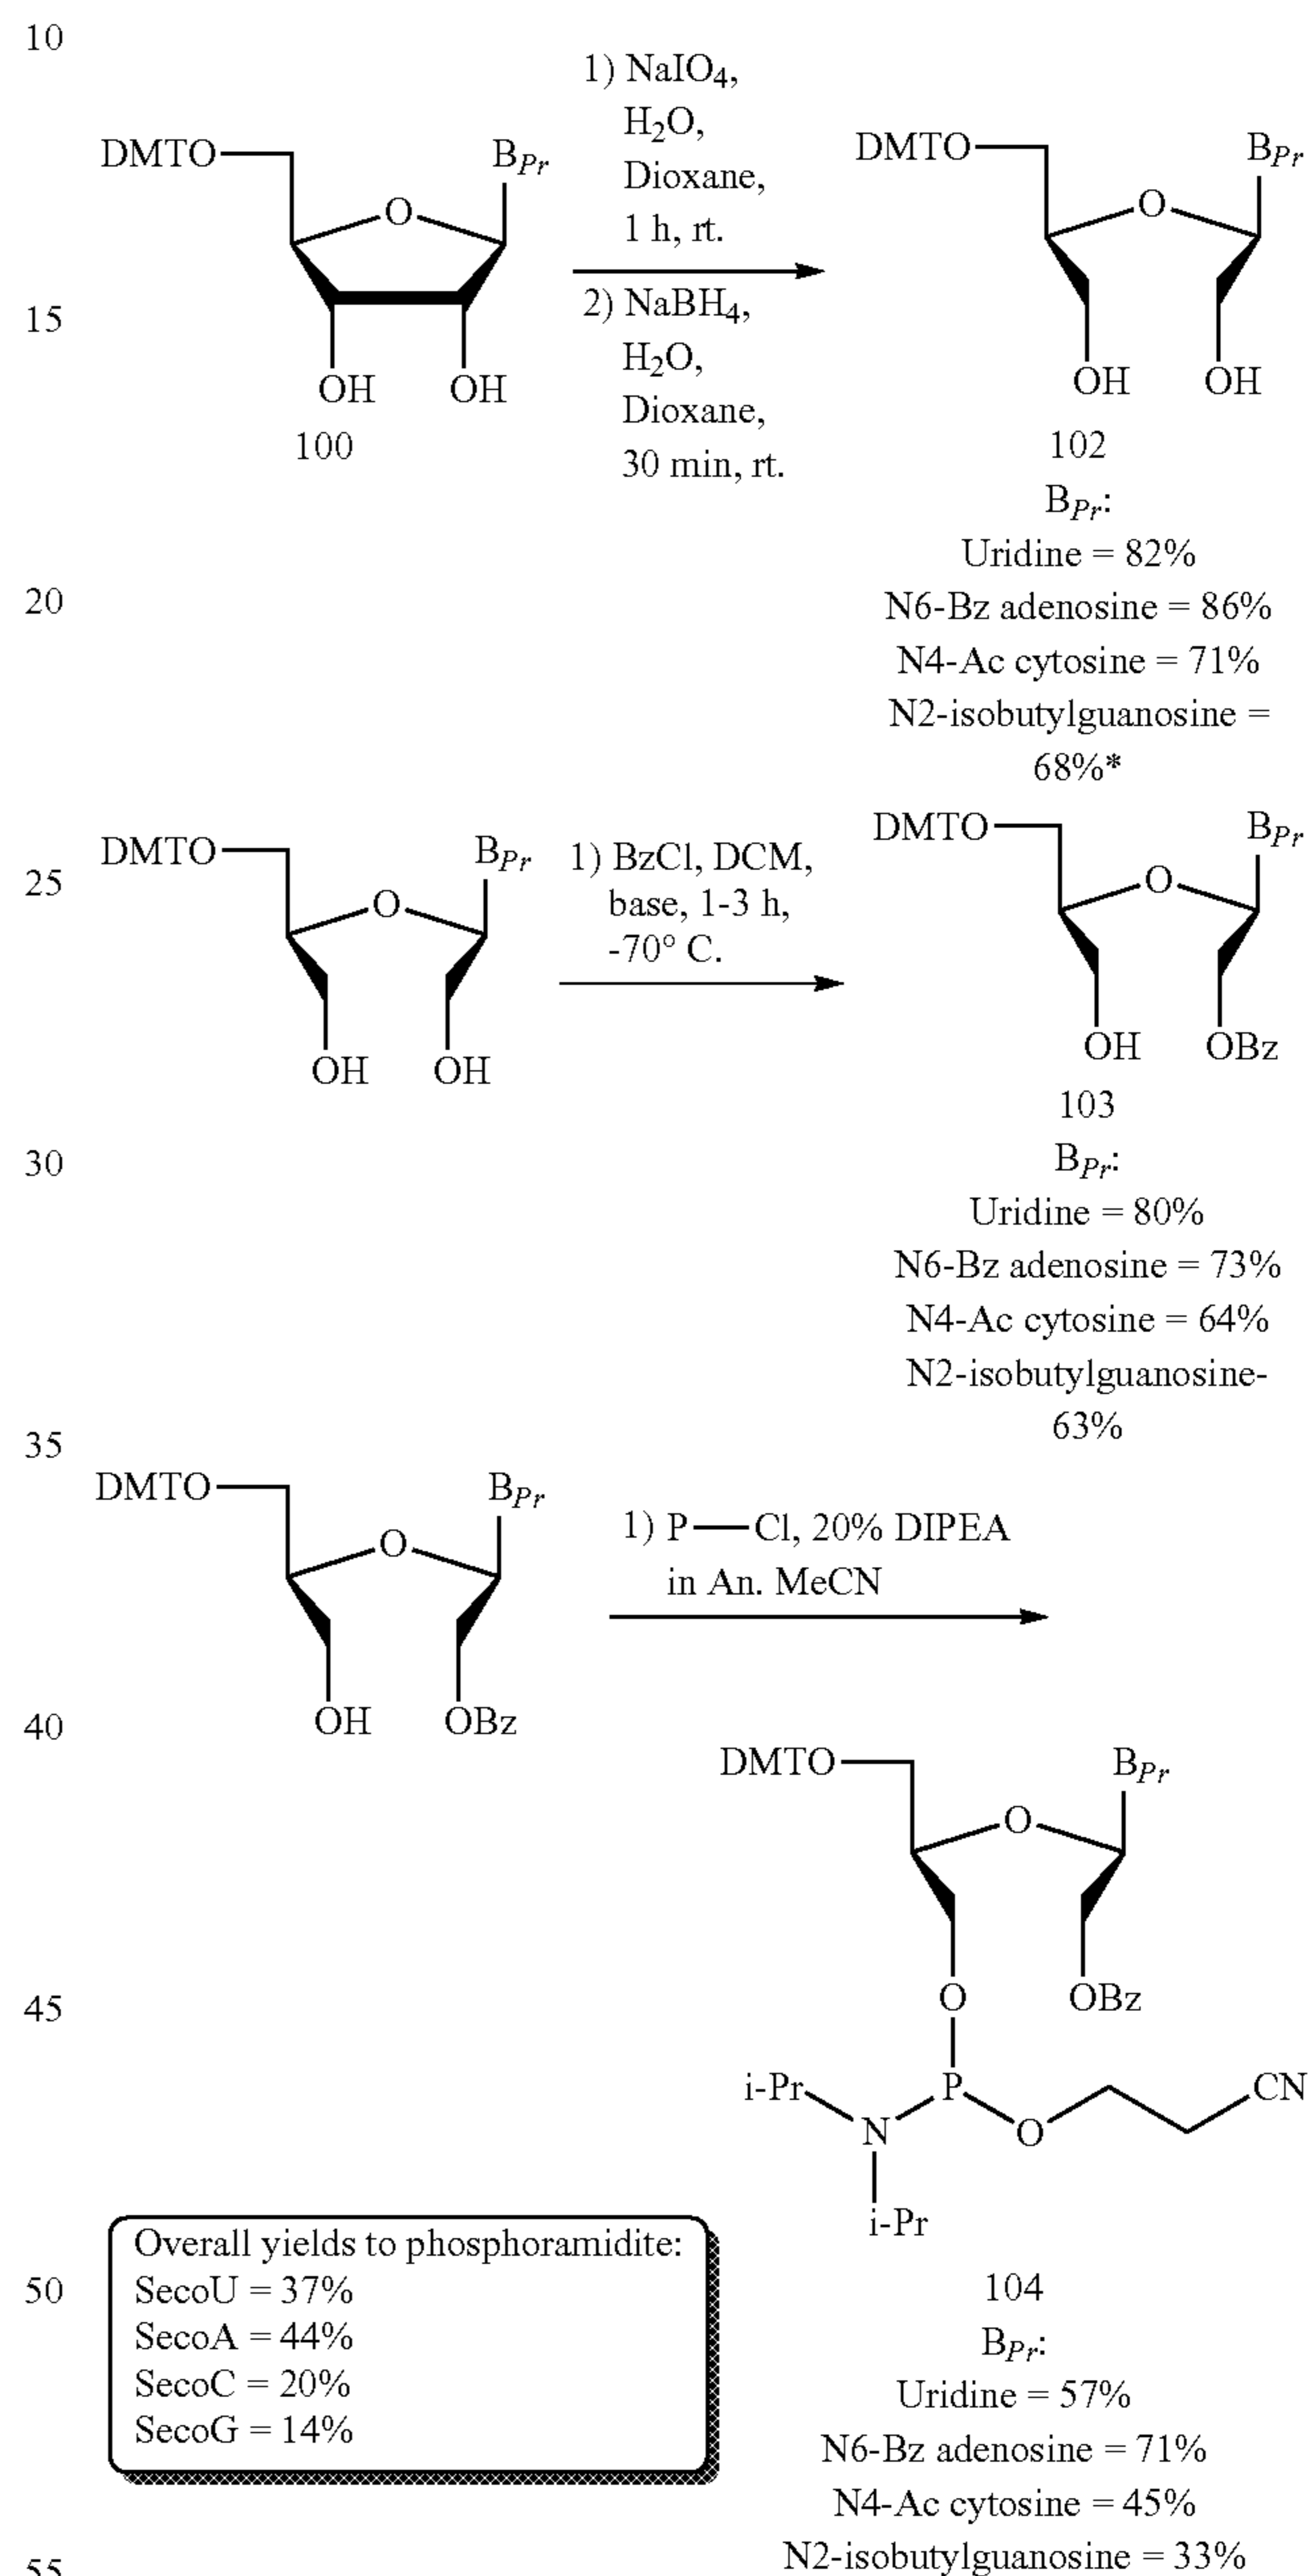 10
1) NaIO4,
H2O,
Dioxane,
1 h, rt.
2) NaBH4,
H2O,
Dioxane,
30 min, rt.
DMTO
BPr
O
OH
OH
100
15
DMTO
BPr
O
OH
OH
102
BPr:
Uridine = 82%
20
N6-Bz adenosine = 86%
N4-Ac cytosine = 71%
N2-isobutylguanosine =
68%*
25
DMTO
BPr
O
OH
OH
1) BzCl, DCM,
base, 1-3 h,
-70° C.
DMTO
BPr
O
OH
OBz
103
30
BPr:
Uridine = 80%
N6-Bz adenosine = 73%
N4-Ac cytosine = 64%
N2-isobutylguanosine-
63%
35
DMTO
BPr
O
OH
OBz
1) P—Cl, 20% DIPEA
in An. MeCN
40
DMTO
BPr
O
O
OBz
45
i-Pr
P
CN
N
O
i-Pr
Overall yields to phosphoramidite:
SecoU = 37%
50
SecoA = 44%
SecoC = 20%
SecoG = 14%
104
BPr:
Uridine = 57%
N6-Bz adenosine = 71%
N4-Ac cytosine = 45%
N2-isobutylguanosine = 33%
55